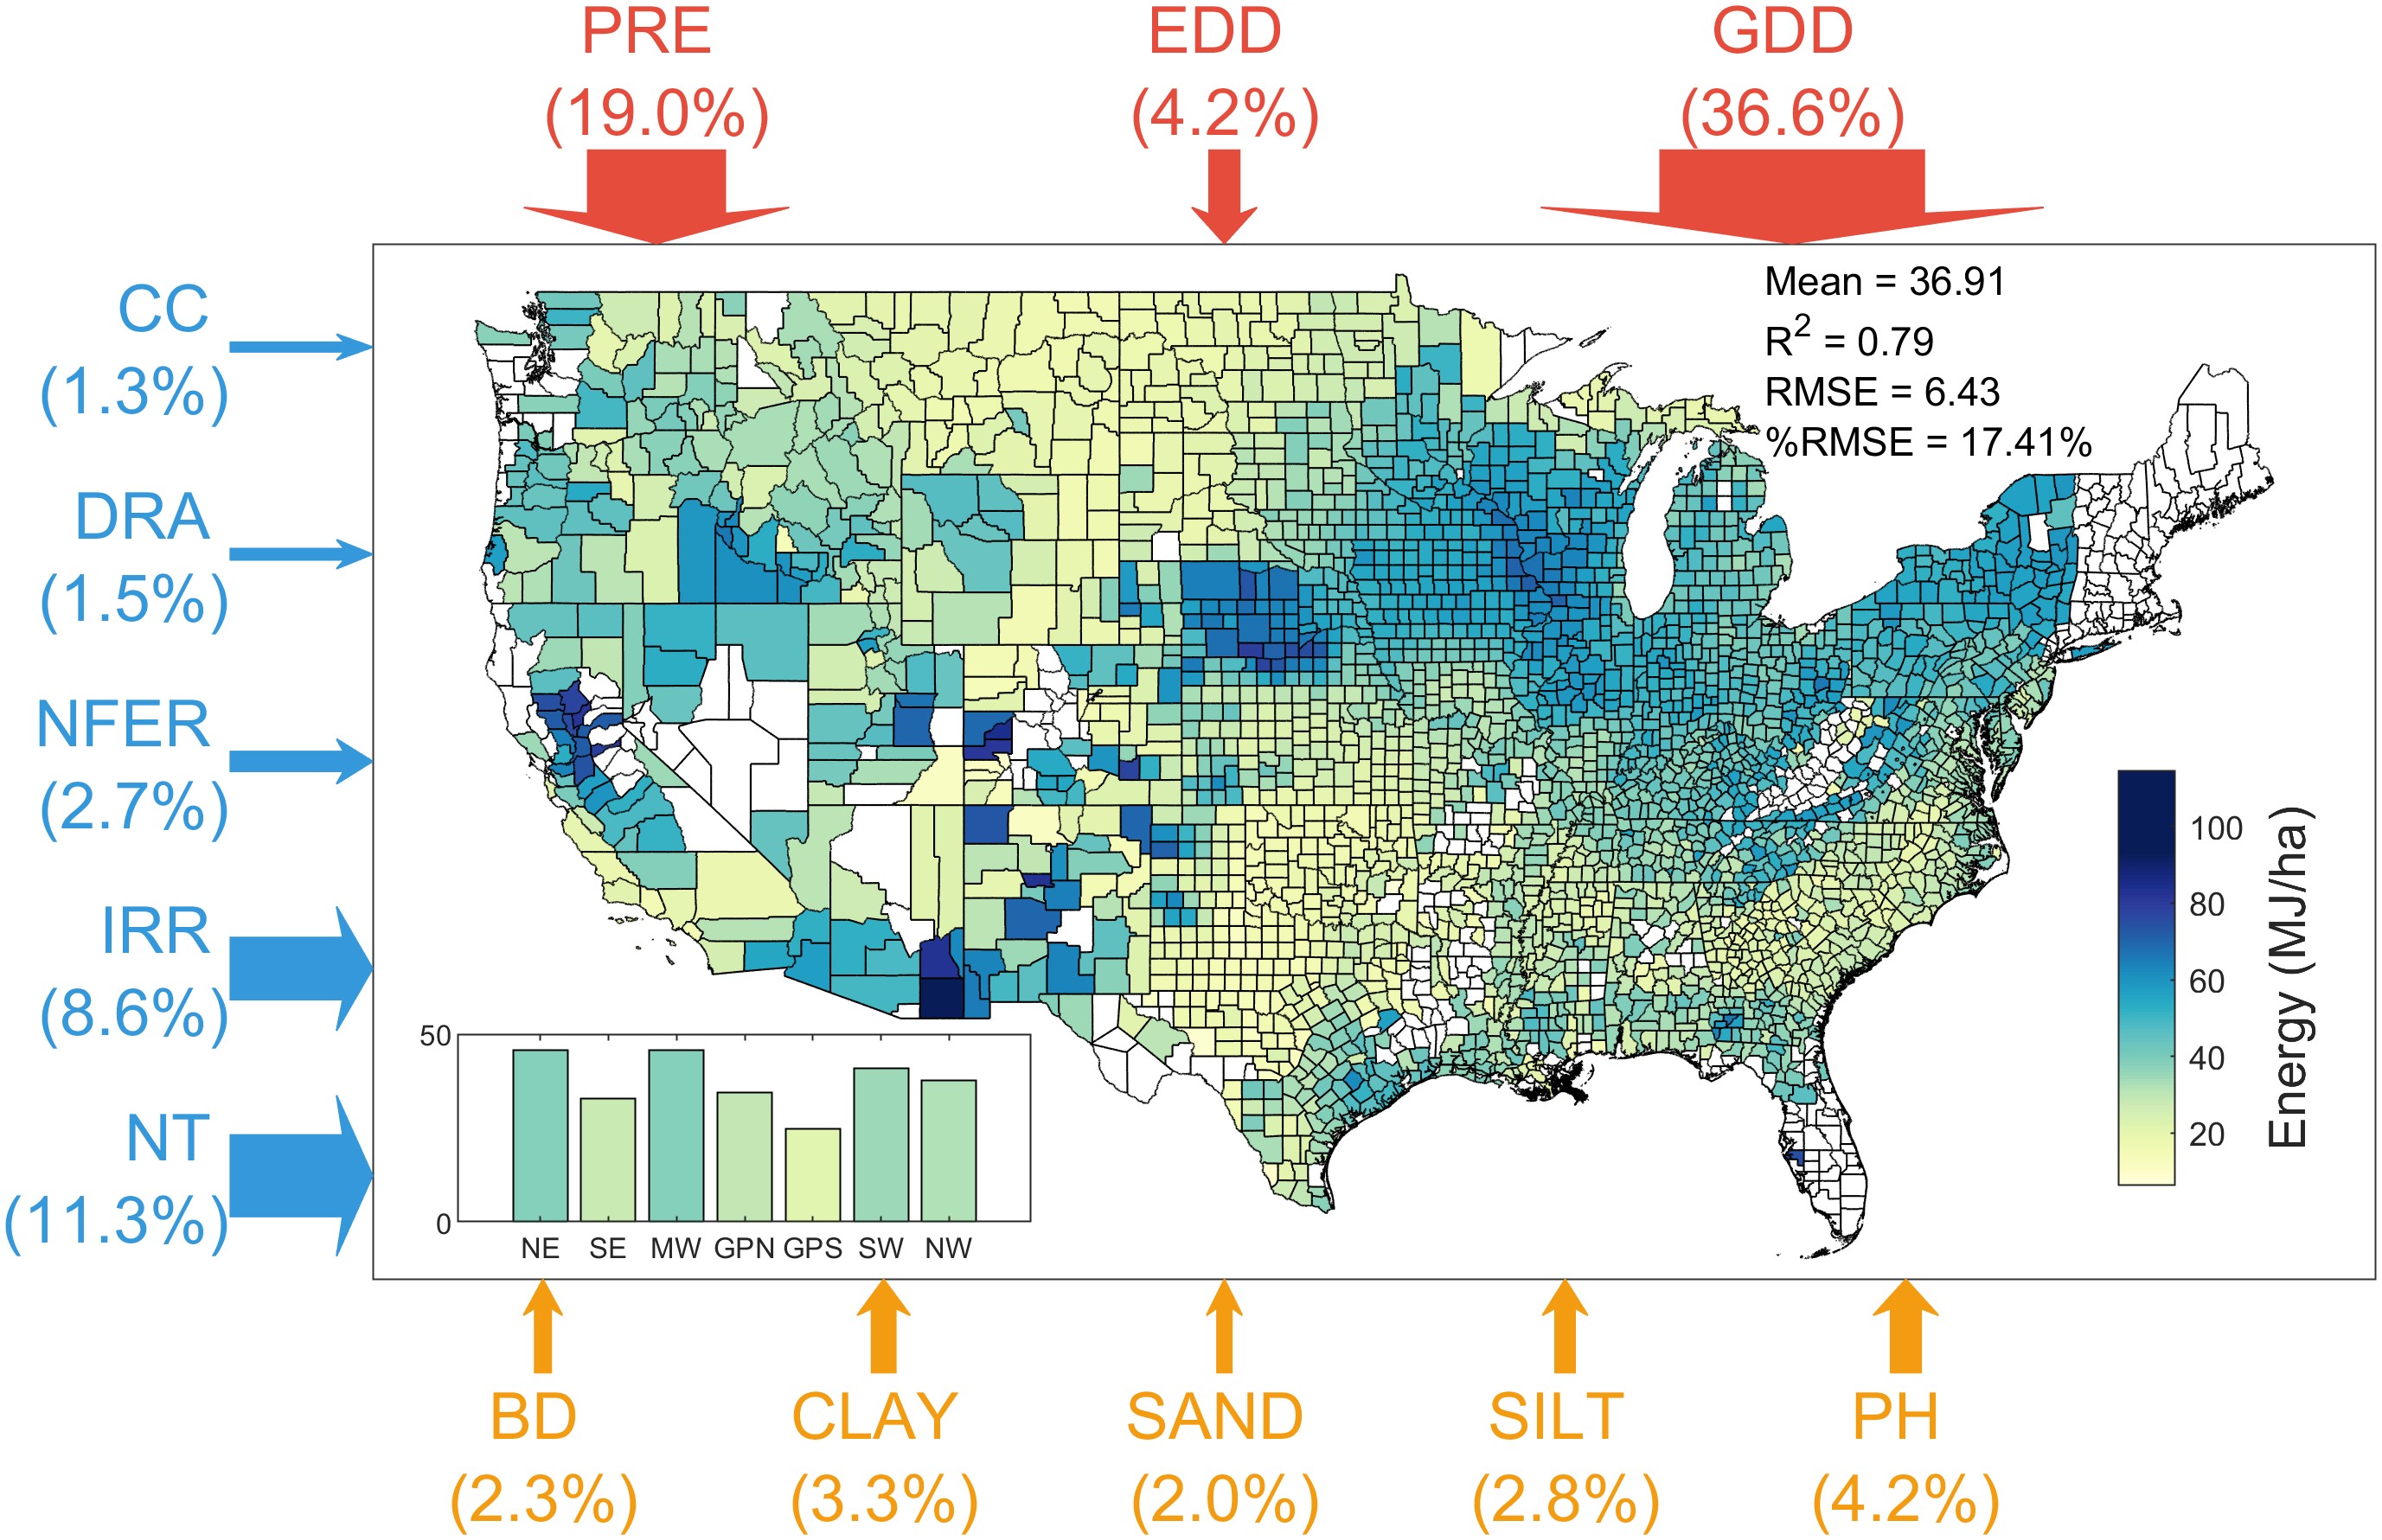 PRE
(19.0%)
EDD
(4.2%)
GDD
(36.6%)
CC
(1.3%)
DRA
(1.5%)
NFER
(2.7%)
IRR
(8.6%)
NT
(11.3%)
Mean = 36.91
R² = 0.79
RMSE = 6.43
%RMSE = 17.41%
100
80
60
40
20
Energy (MJ/ha)
50
0
NE SE MW GPN GPS SW NW
BD
(2.3%)
CLAY
(3.3%)
SAND
(2.0%)
SILT
(2.8%)
PH
(4.2%)